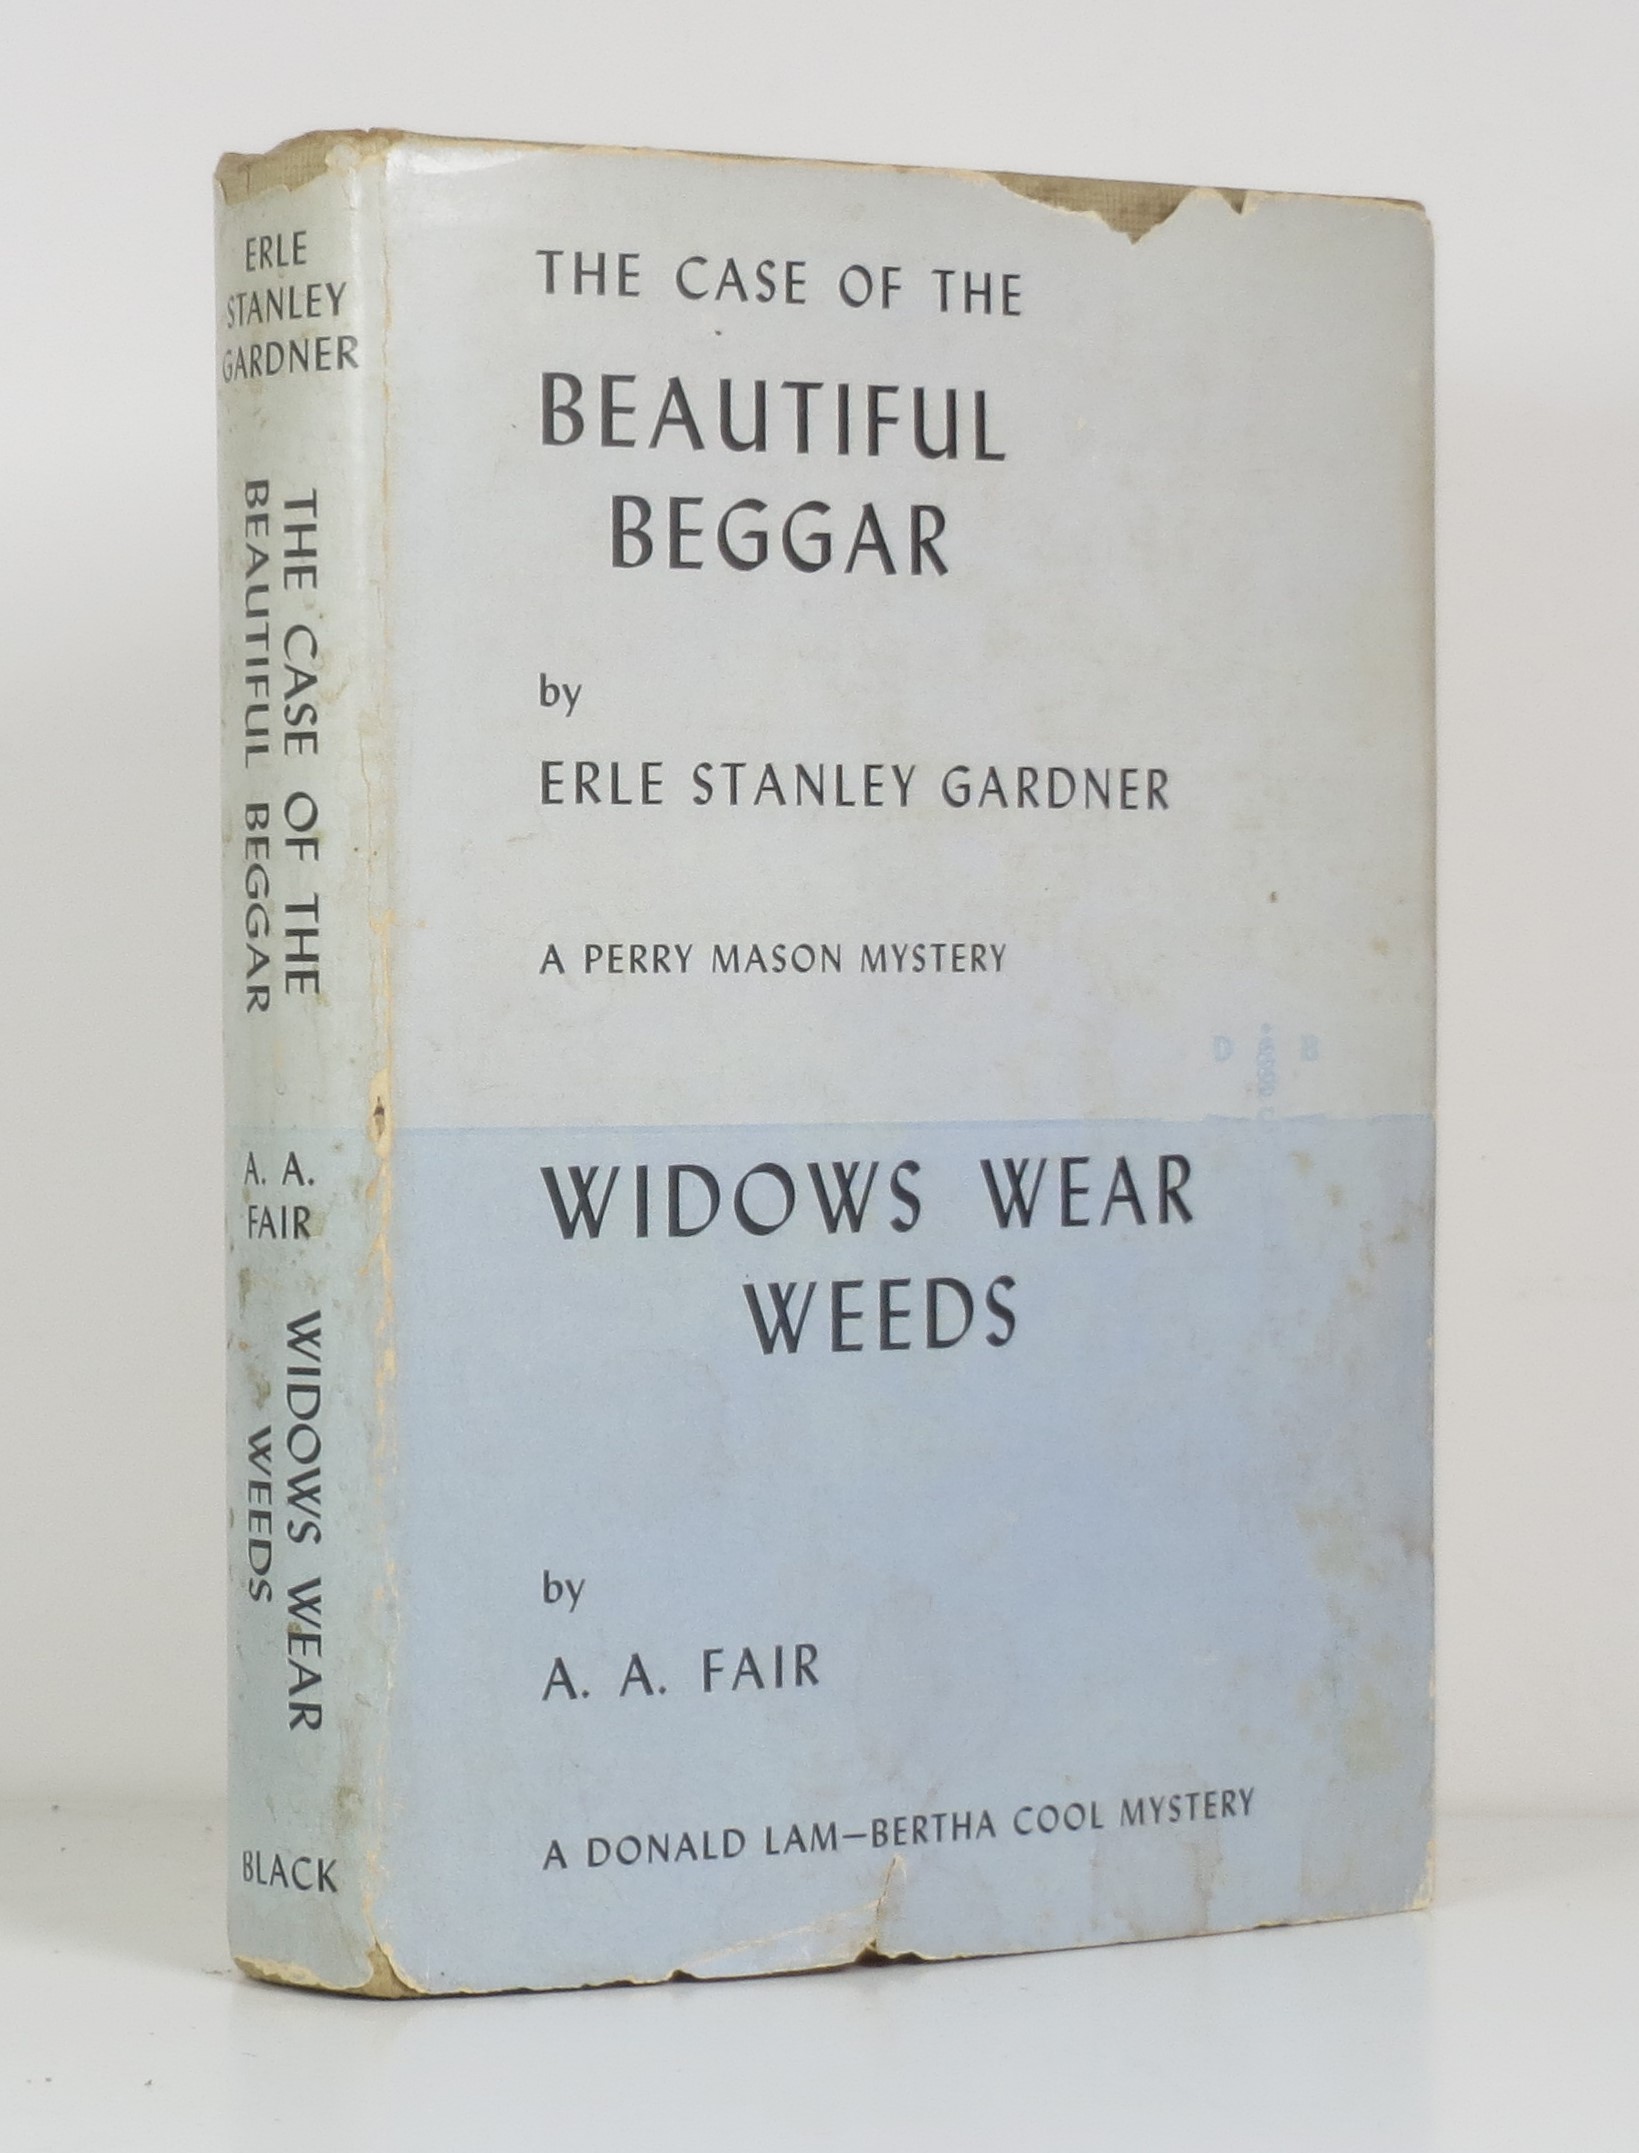 ERLE
STANLEY
GARDNER
THE CASE OF THE
BEAUTIFUL BEGGAR
A. A.
FAIR
WIDOWS WEAR
WEEDS
BLACK
THE CASE OF THE
BEAUTIFUL
BEGGAR
by
ERLE STANLEY GARDNER
A PERRY MASON MYSTERY
WIDOWS WEAR
WEEDS
by
A. A. FAIR
A DONALD LAM—BERTHA COOL MYSTERY